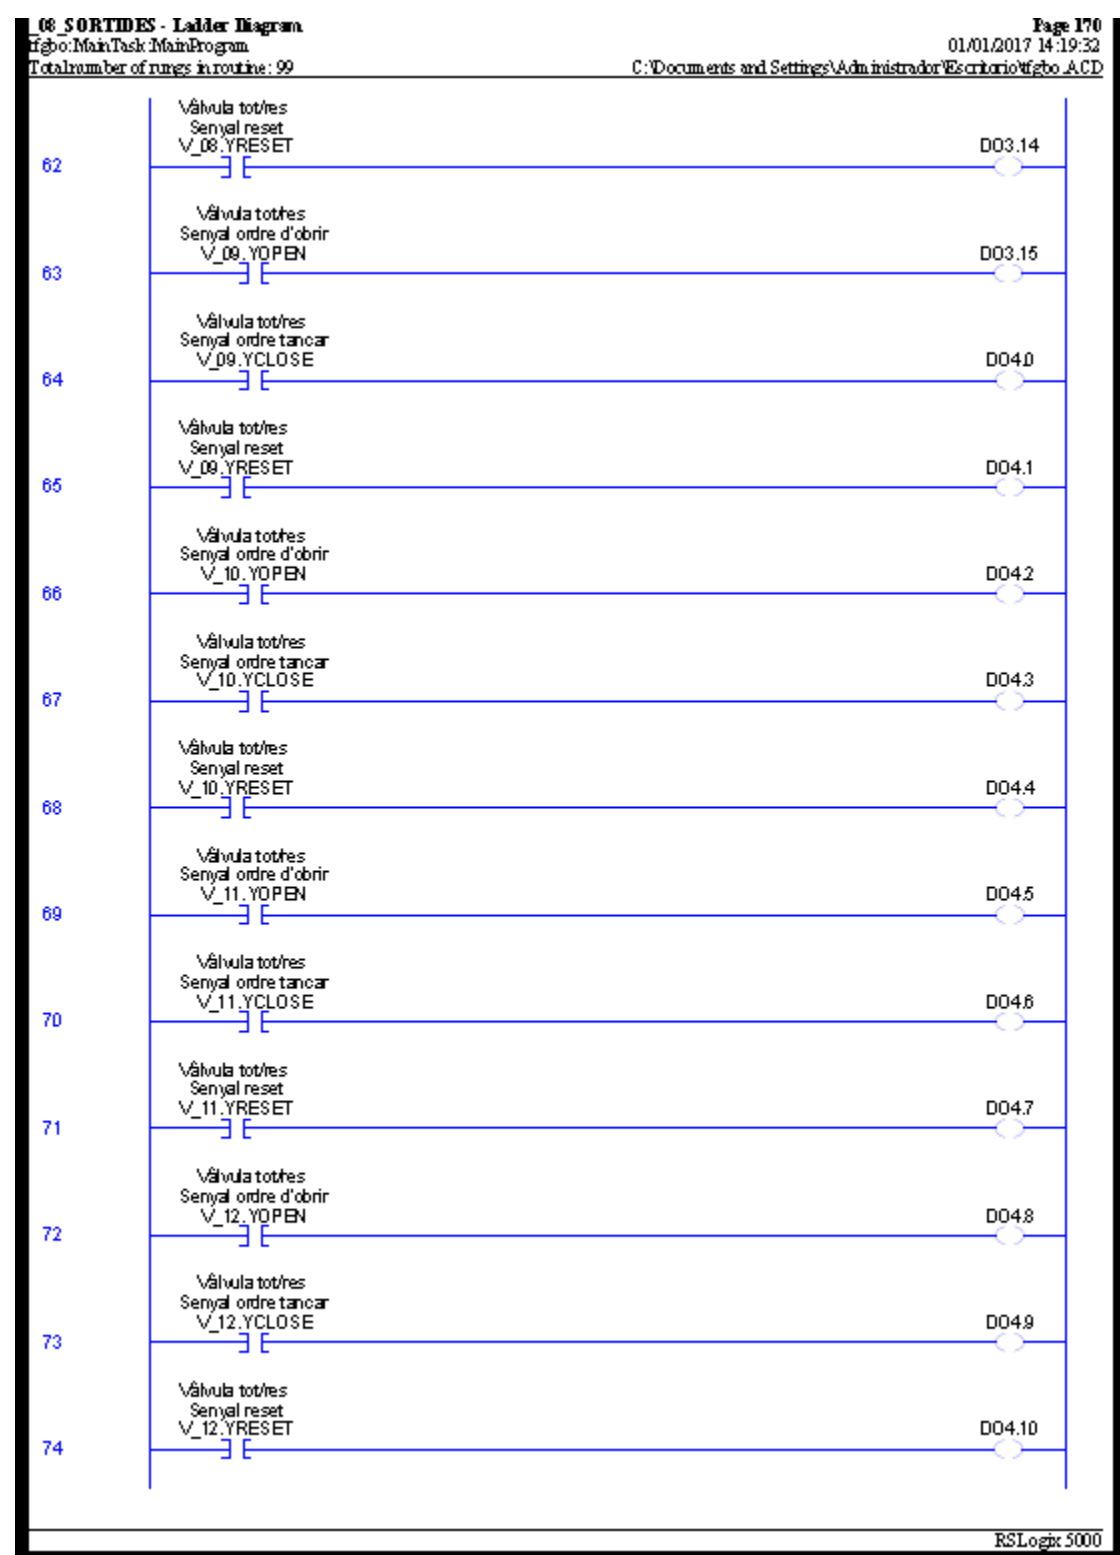 _08_SORTIDES - Ladder Diagram
Page 170
tfgbo:MainTask:MainProgram
01/01/2017 14:19:32
Total number of rungs in routine: 99
C:\Documents and Settings\Administrador\Escritorio\tfgbo.ACD
Vàlvula tot/res
Senyal reset
V_08.YRESET
DO3.14
62
Vàlvula tot/res
Senyal ordre d'obrir
V_09.YOPEN
DO3.15
63
Vàlvula tot/res
Senyal ordre tancar
V_09.YCLOSE
DO4.0
64
Vàlvula tot/res
Senyal reset
V_09.YRESET
DO4.1
65
Vàlvula tot/res
Senyal ordre d'obrir
V_10.YOPEN
DO4.2
66
Vàlvula tot/res
Senyal ordre tancar
V_10.YCLOSE
DO4.3
67
Vàlvula tot/res
Senyal reset
V_10.YRESET
DO4.4
68
Vàlvula tot/res
Senyal ordre d'obrir
V_11.YOPEN
DO4.5
69
Vàlvula tot/res
Senyal ordre tancar
V_11.YCLOSE
DO4.6
70
Vàlvula tot/res
Senyal reset
V_11.YRESET
DO4.7
71
Vàlvula tot/res
Senyal ordre d'obrir
V_12.YOPEN
DO4.8
72
Vàlvula tot/res
Senyal ordre tancar
V_12.YCLOSE
DO4.9
73
Vàlvula tot/res
Senyal reset
V_12.YRESET
DO4.10
74
RSLogix 5000